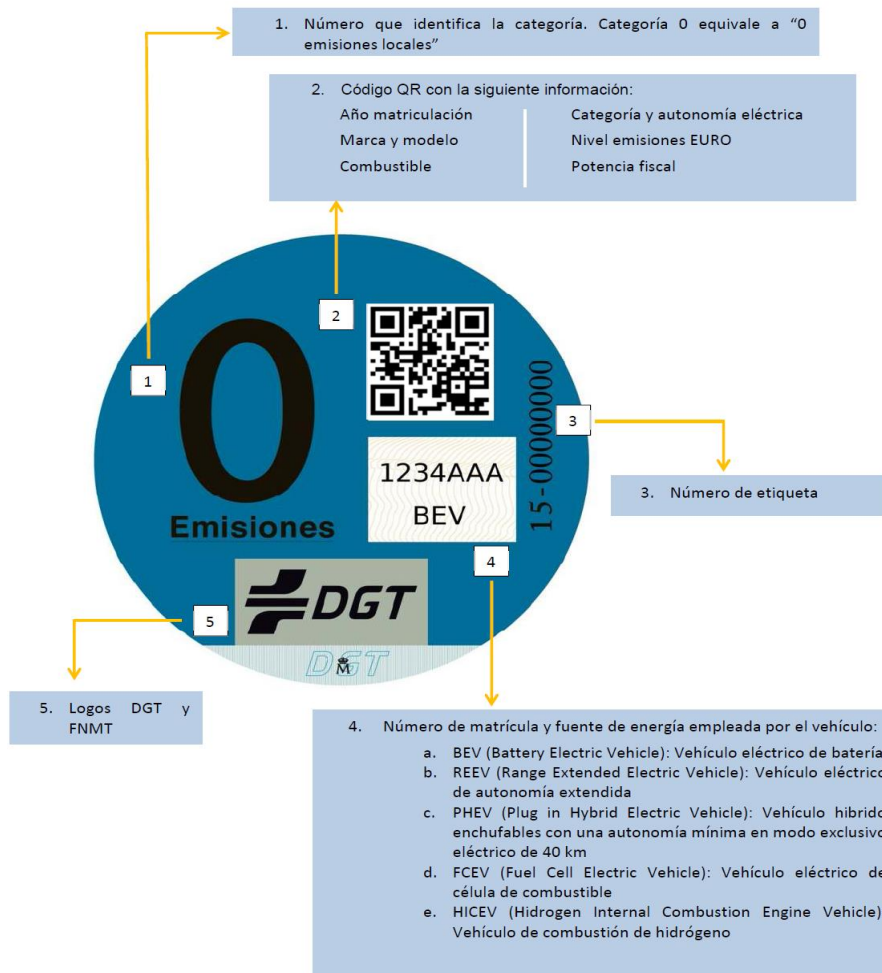 1. Número que identifica la categoría. Categoría 0 equivale a “0
emisiones locales”
2. Código QR con la siguiente información:
Año matriculación
Marca y modelo
Combustible
Categoría y autonomía eléctrica
Nivel emisiones EURO
Potencia fiscal
2
1
0
Emisiones
1234AAA
BEV
15-00000000
3
3. Número de etiqueta
4
DGT
5
DGT
M
5. Logos DGT y
FNMT
4. Número de matrícula y fuente de energía empleada por el vehículo:
a. BEV (Battery Electric Vehicle): Vehículo eléctrico de batería
b. REEV (Range Extended Electric Vehicle): Vehículo eléctrico
de autonomía extendida
c. PHEV (Plug in Hybrid Electric Vehicle): Vehículo hibrido
enchufables con una autonomía mínima en modo exclusivo
eléctrico de 40 km
d. FCEV (Fuel Cell Electric Vehicle): Vehículo eléctrico de
célula de combustible
e. HICEV (Hidrogen Internal Combustion Engine Vehicle)
Vehículo de combustión de hidrógeno